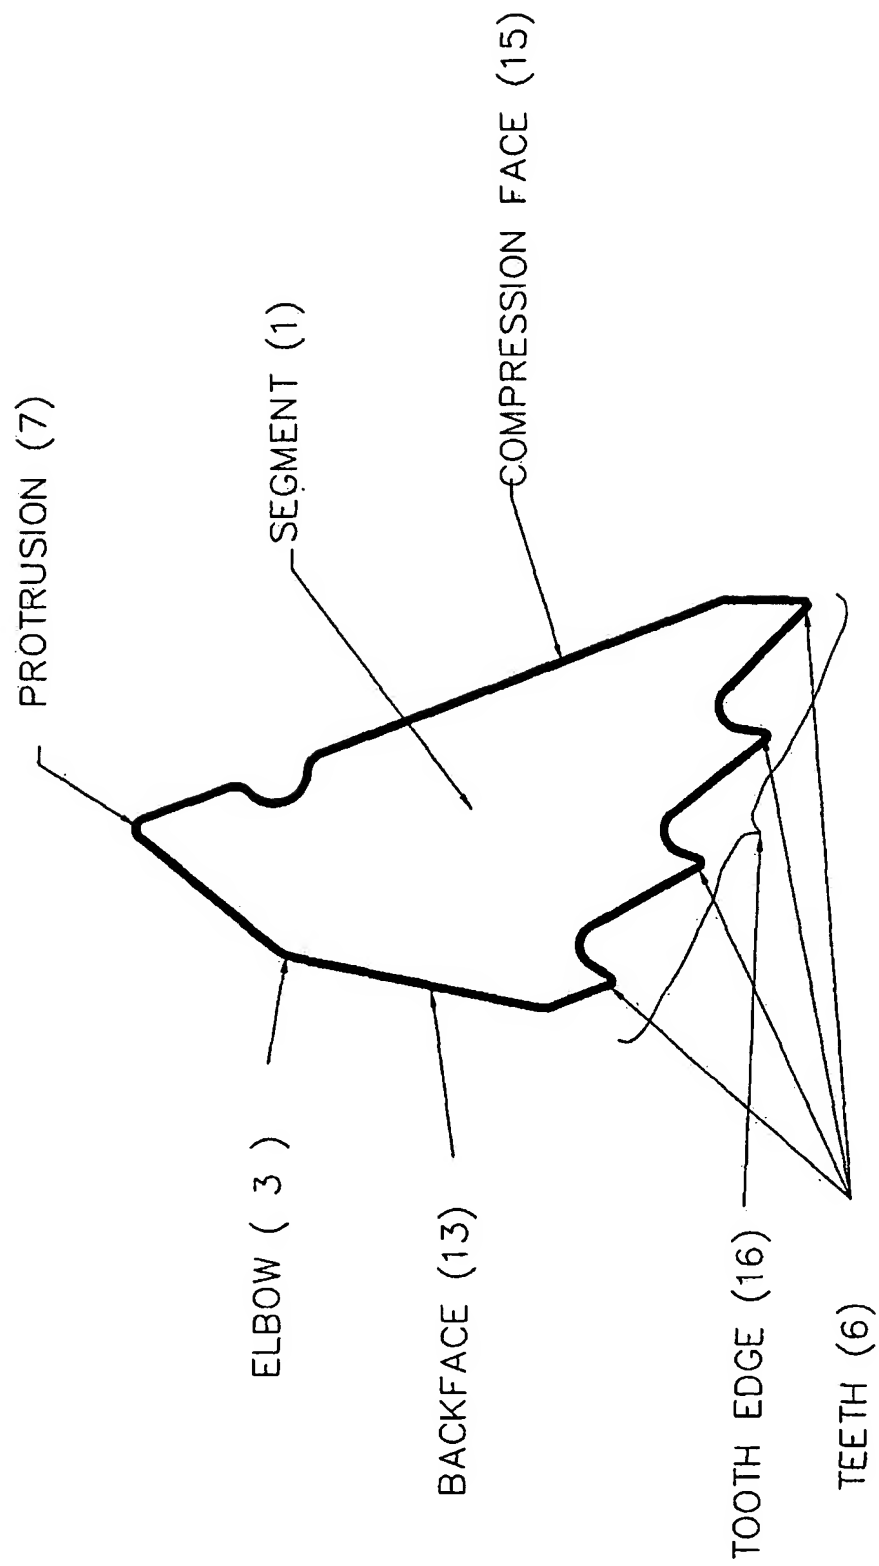 PROTRUSION (7)
SEGMENT (1)
COMPRESSION FACE (15)
ELBOW ( 3 )
BACKFACE (13)
TOOTH EDGE (16)
TEETH (6)